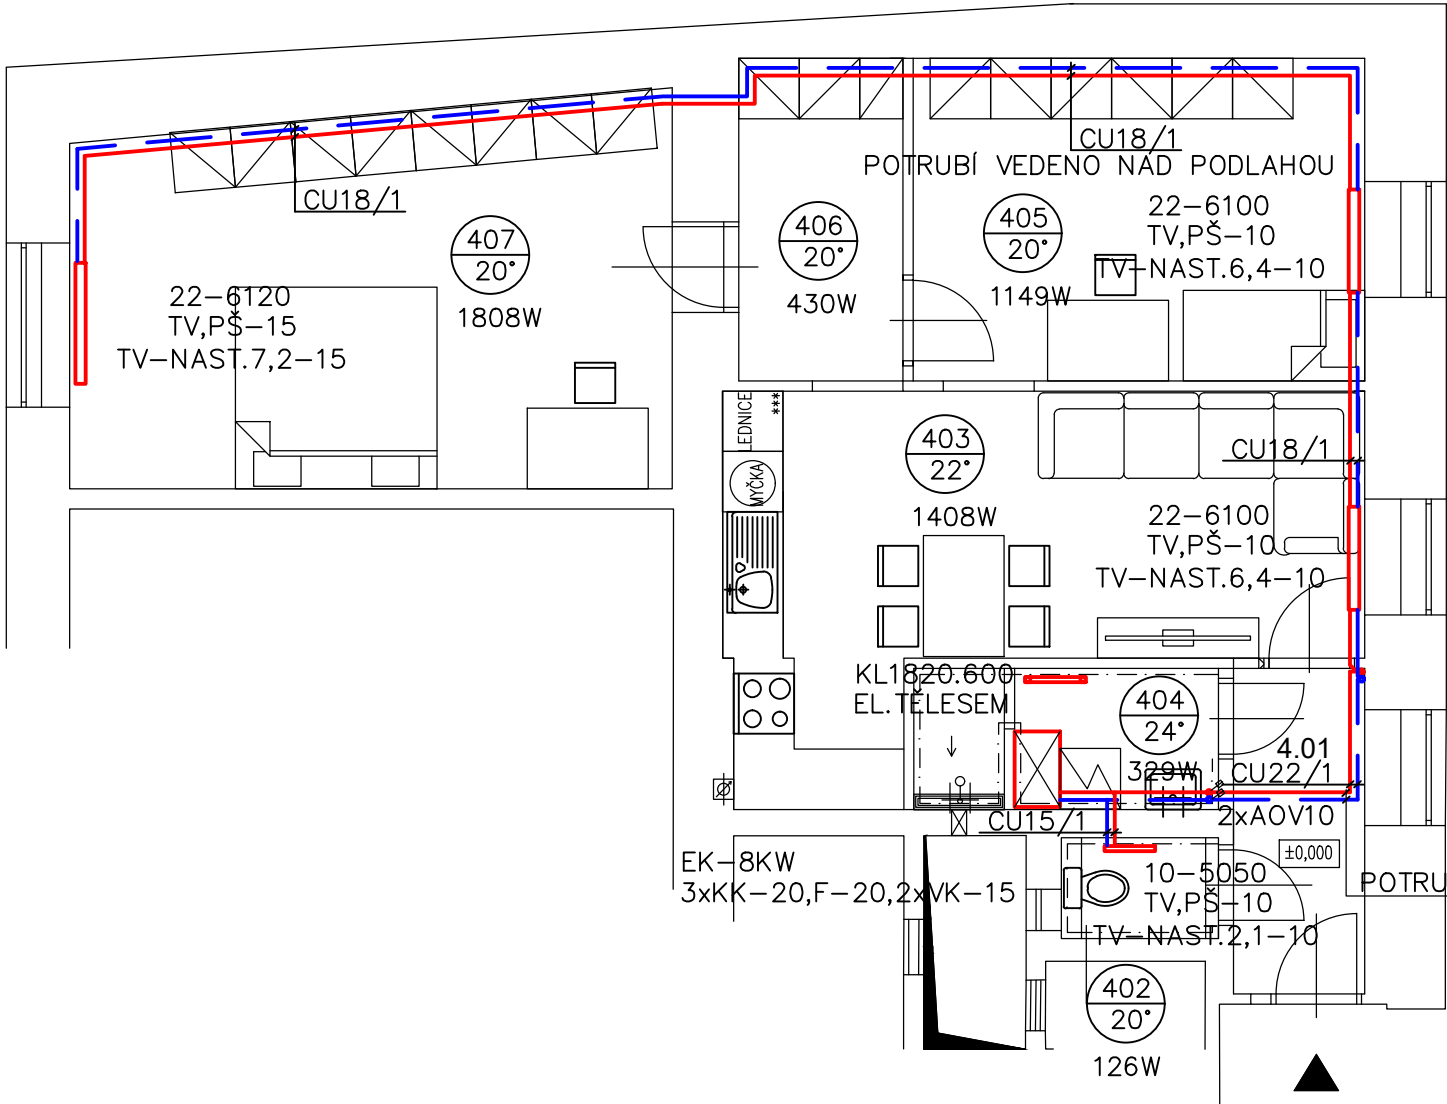 CU18/1
POTRUBÍ VEDENO NAD PODLAHOU
CU18/1
407
20°
1808W
406
20°
430W
405
20°
1149W
22-6100
TV,PŠ-10
TV-NAST.6,4-10
22-6120
TV,PŠ-15
TV-NAST.7,2-15
LEDNICE
***
MYČKA
403
22°
1408W
CU18/1
22-6100
TV,PŠ-10
TV-NAST.6,4-10
KL1820.600
EL.TĚLESEM
404
24°
329W
4.01
CU22/1
2xAOV10
CU15/1
±0,000
EK-8KW
3xKK-20,F-20,2xVK-15
10-5050
TV,PŠ-10
TV-NAST.2,1-10
POTRU
402
20°
126W